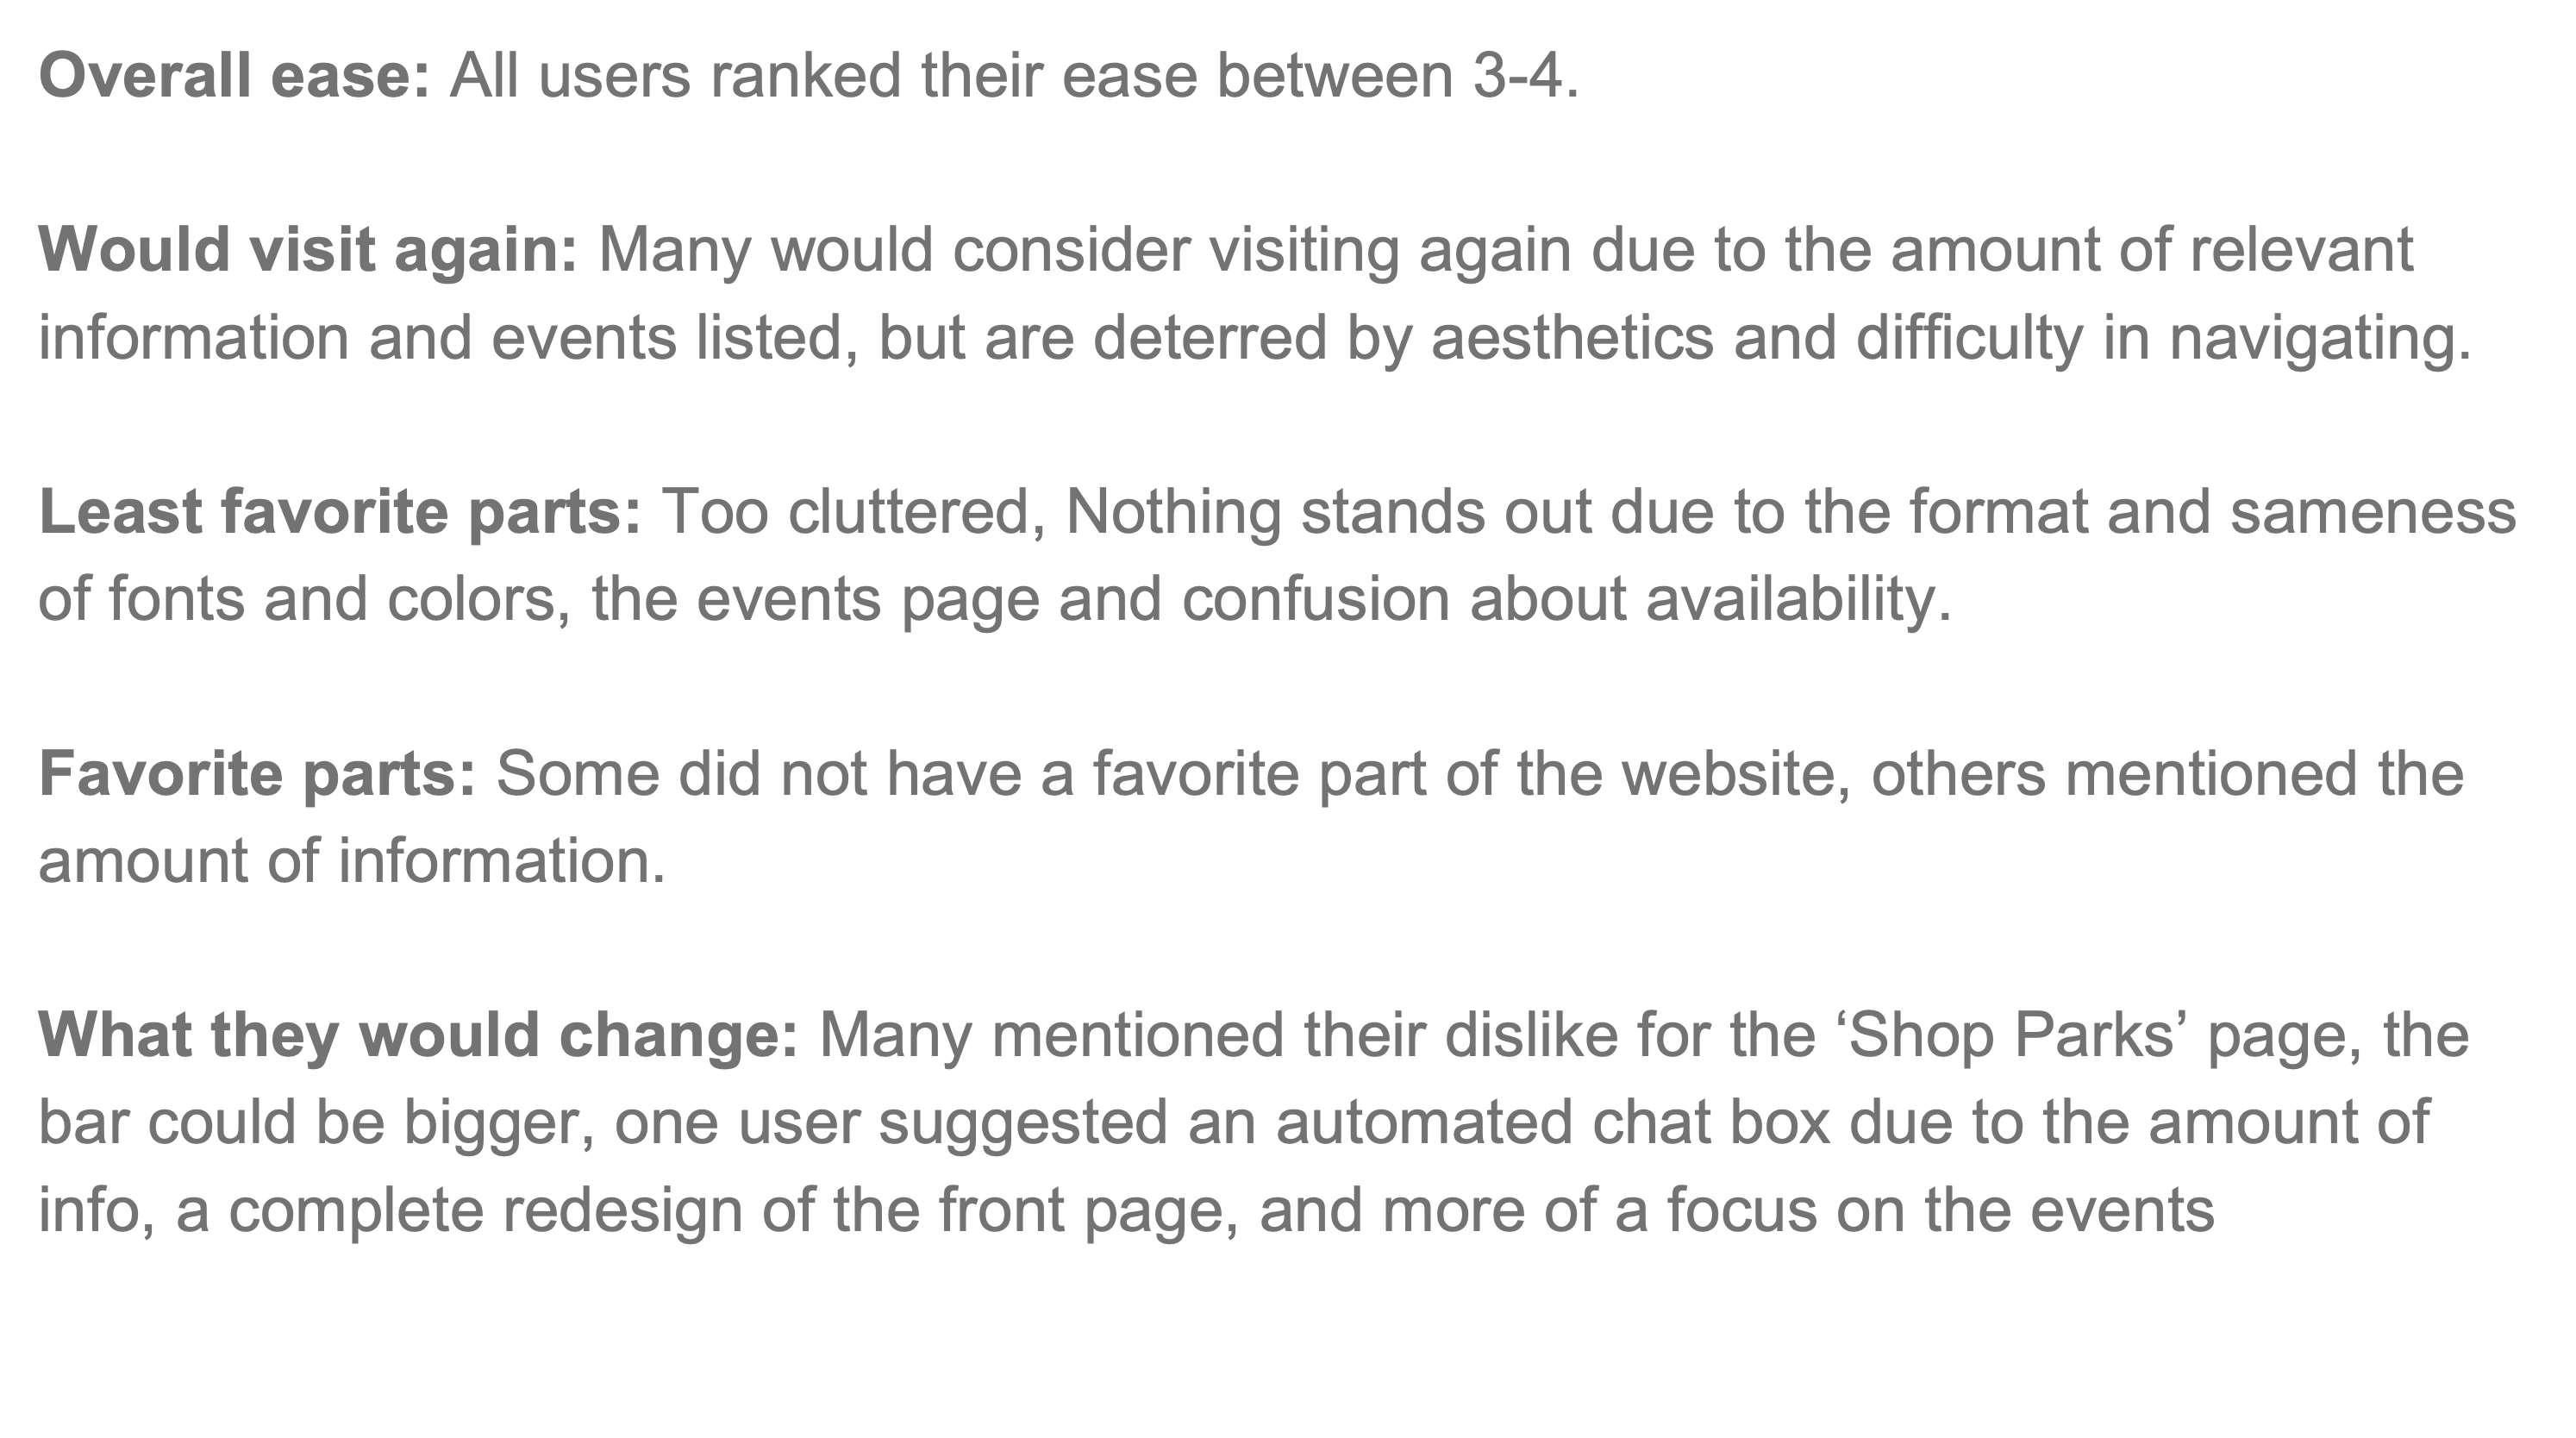 Overall ease: All users ranked their ease between 3-4.
Would visit again: Many would consider visiting again due to the amount of relevant
information and events listed, but are deterred by aesthetics and difficulty in navigating.
Least favorite parts: Too cluttered, Nothing stands out due to the format and sameness
of fonts and colors, the events page and confusion about availability.
Favorite parts: Some did not have a favorite part of the website, others mentioned the
amount of information.
What they would change: Many mentioned their dislike for the ‘Shop Parks’ page, the
bar could be bigger, one user suggested an automated chat box due to the amount of
info, a complete redesign of the front page, and more of a focus on the events